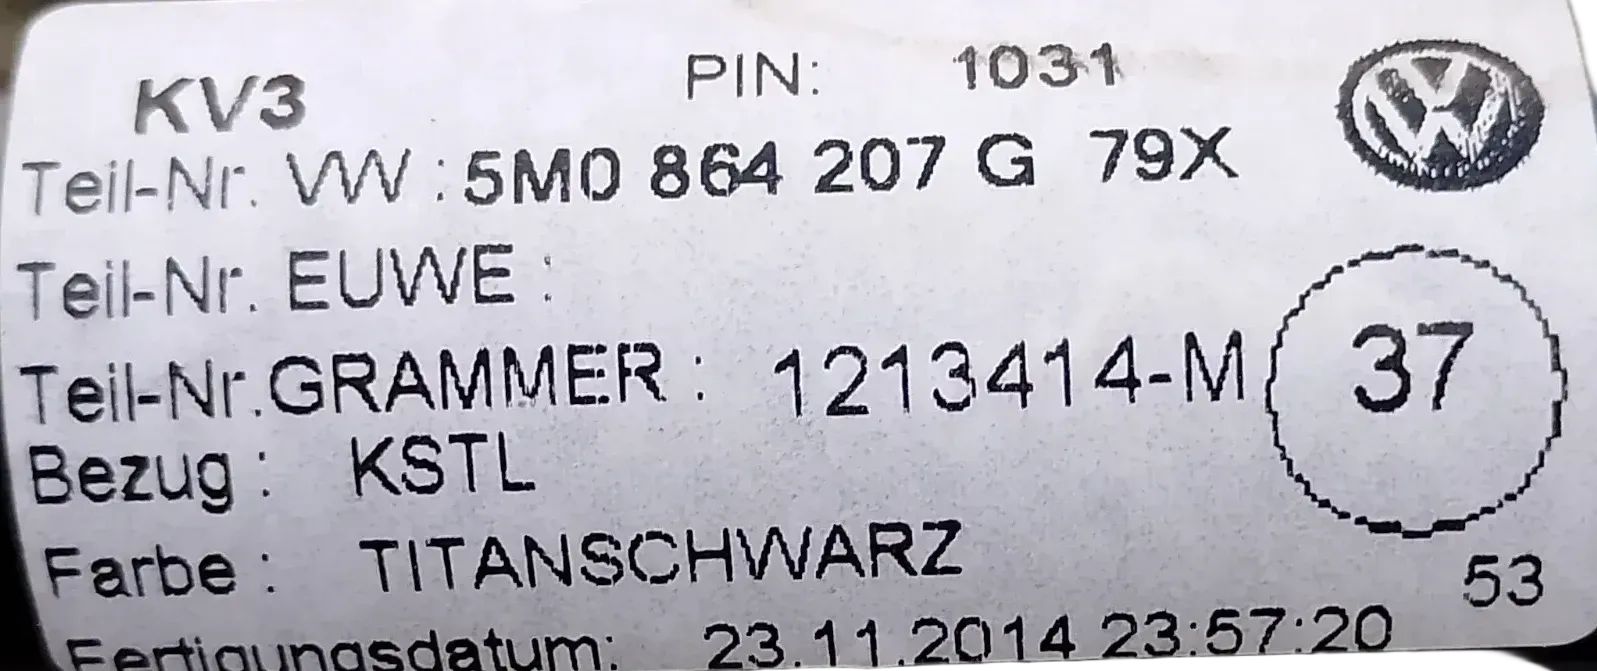 KV3 PIN: 1031
Teil-Nr. VW : 5M0 864 207 G 79X
Teil-Nr. EUWE :
Teil-Nr.GRAMMER : 1213414-M
37
Bezug : KSTL
Farbe : TITANSCHWARZ
53
Fertigungsdatum: 23.11.2014 23:57:20